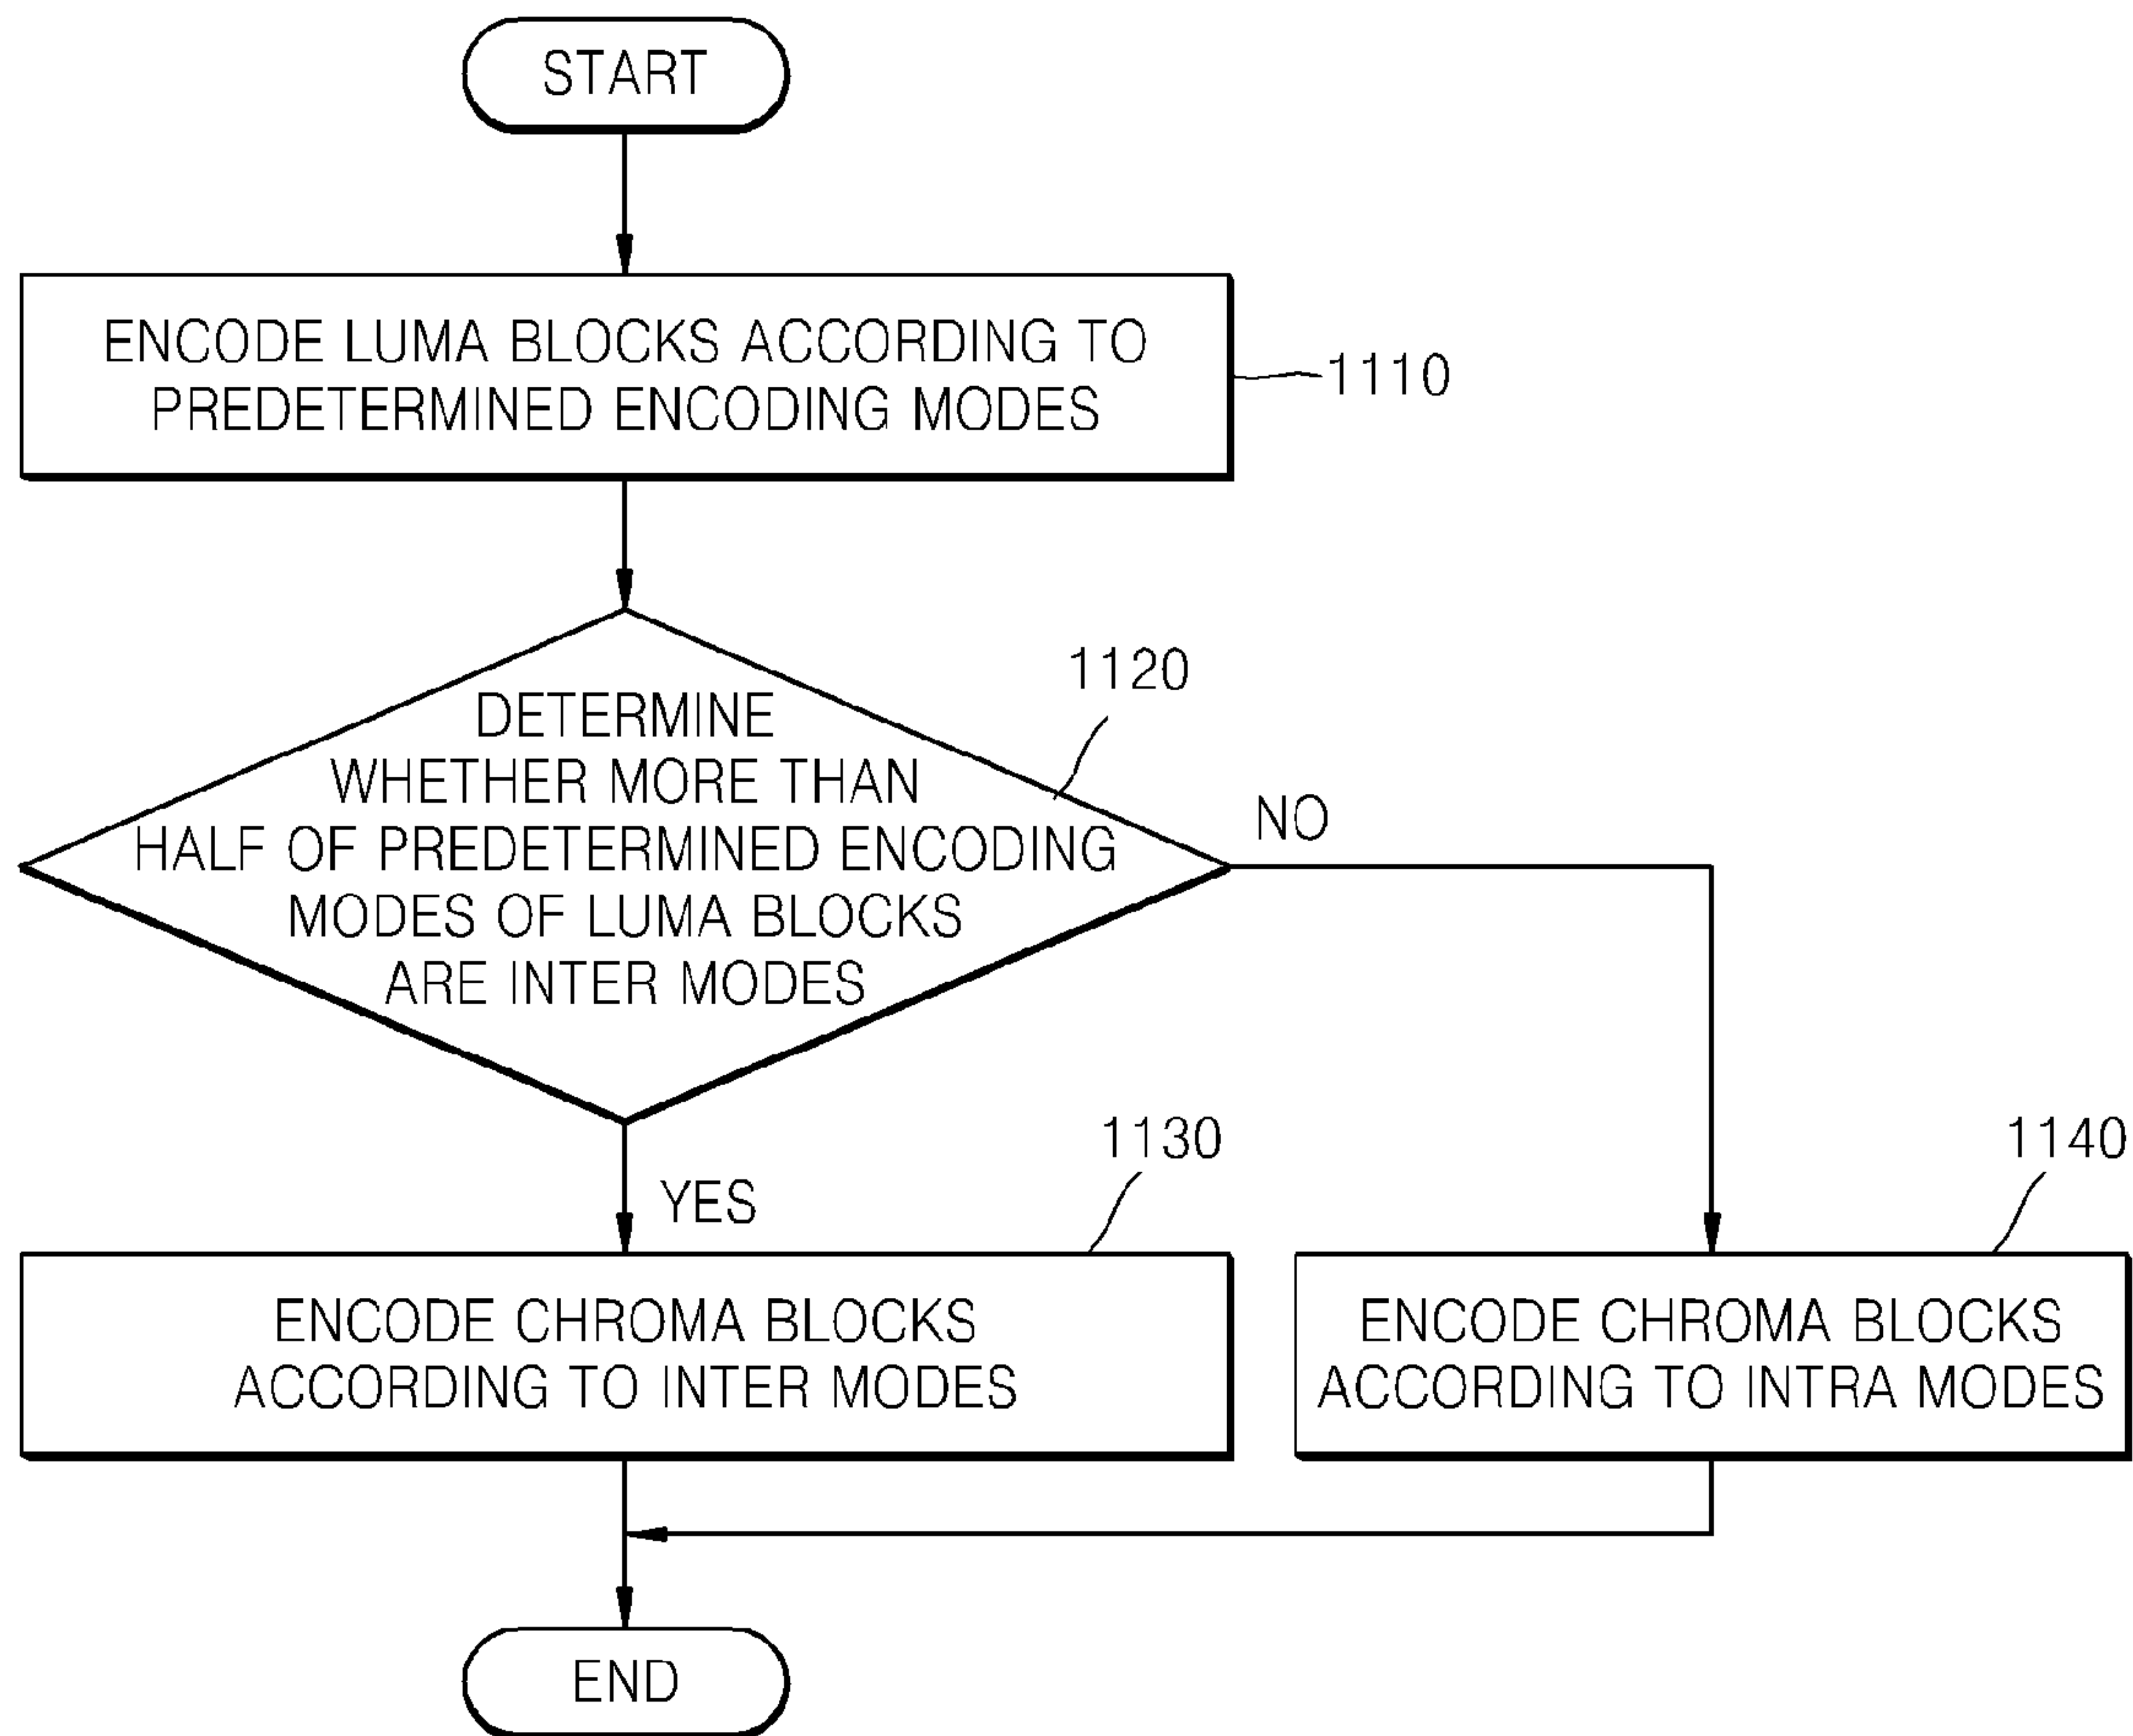 START
ENCODE LUMA BLOCKS ACCORDING TO
PREDETERMINED ENCODING MODES
1110
1120
DETERMINE
WHETHER MORE THAN
HALF OF PREDETERMINED ENCODING
MODES OF LUMA BLOCKS
ARE INTER MODES
NO
YES
1130
ENCODE CHROMA BLOCKS
ACCORDING TO INTER MODES
1140
ENCODE CHROMA BLOCKS
ACCORDING TO INTRA MODES
END